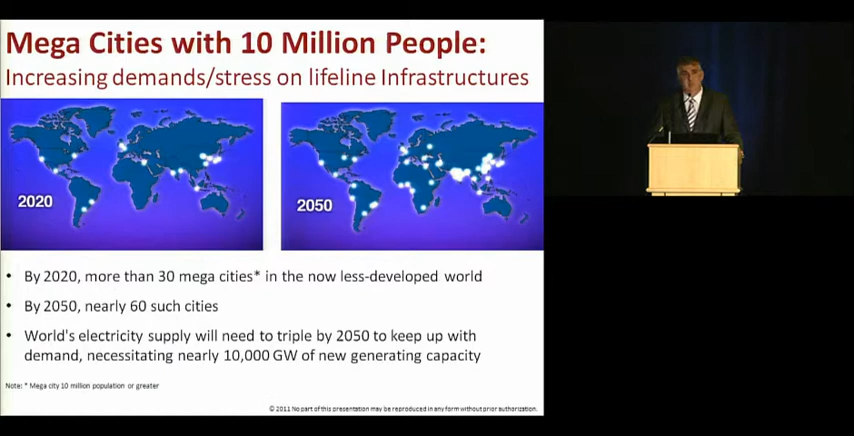 Mega Cities with 10 Million People:
Increasing demands/stress on lifeline Infrastructures
2020
2050
• By 2020, more than 30 mega cities* in the now less-developed world
• By 2050, nearly 60 such cities
• World's electricity supply will need to triple by 2050 to keep up with
demand, necessitating nearly 10,000 GW of new generating capacity
Note: * Mega city 10 million population or greater
© 2011 No part of this presentation may be reproduced in any form without prior authorization.